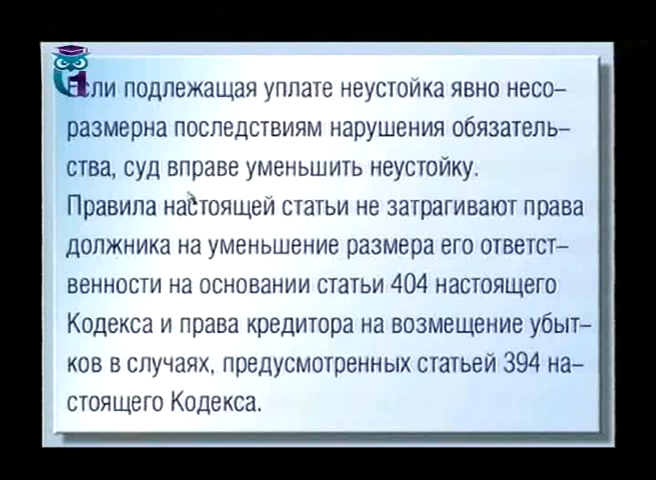 Если подлежащая уплате неустойка явно несо–
размерна последствиям нарушения обязатель–
ства, суд вправе уменьшить неустойку.
Правила настоящей статьи не затрагивают права
должника на уменьшение размера его ответст–
венности на основании статьи 404 настоящего
Кодекса и права кредитора на возмещение убыт–
ков в случаях, предусмотренных статьей 394 на–
стоящего Кодекса.